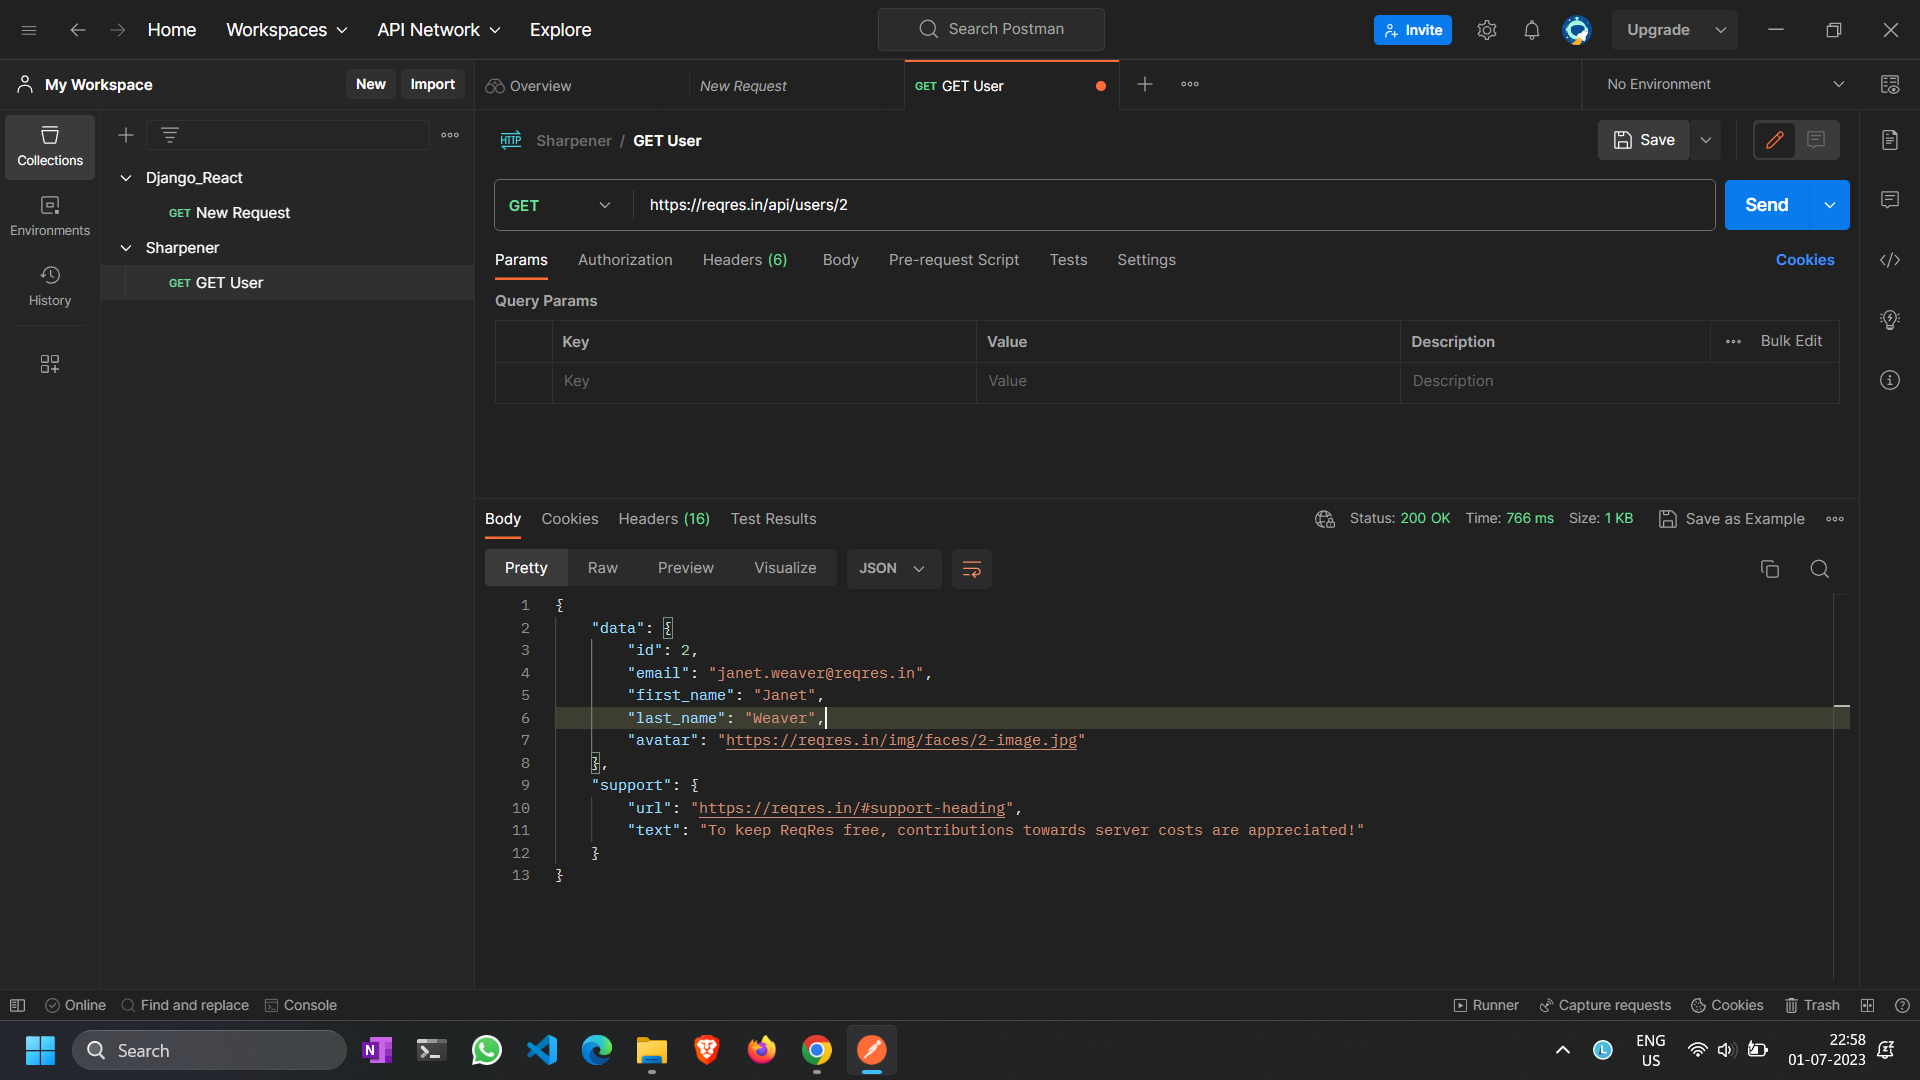 Home Workspaces API Network Explore Search Postman Invite Upgrade
My Workspace New Import Overview New Request GET GET User No Environment
Collections
Environments
History
Django_React
GET New Request
Sharpener
GET GET User
HTTP Sharpener / GET User Save
GET https://reqres.in/api/users/2 Send
Params Authorization Headers (6) Body Pre-request Script Tests Settings Cookies
Query Params
Key Value Description Bulk Edit
Key Value Description
Body Cookies Headers (16) Test Results Status: 200 OK Time: 766 ms Size: 1 KB Save as Example
Pretty Raw Preview Visualize JSON
1 {
2 "data": {
3 "id": 2,
4 "email": "janet.weaver@reqres.in",
5 "first_name": "Janet",
6 "last_name": "Weaver",
7 "avatar": "https://reqres.in/img/faces/2-image.jpg"
8 },
9 "support": {
10 "url": "https://reqres.in/#support-heading",
11 "text": "To keep ReqRes free, contributions towards server costs are appreciated!"
12 }
13 }
Online Find and replace Console Runner Capture requests Cookies Trash
Search N L ENG
US
22:58
01-07-2023